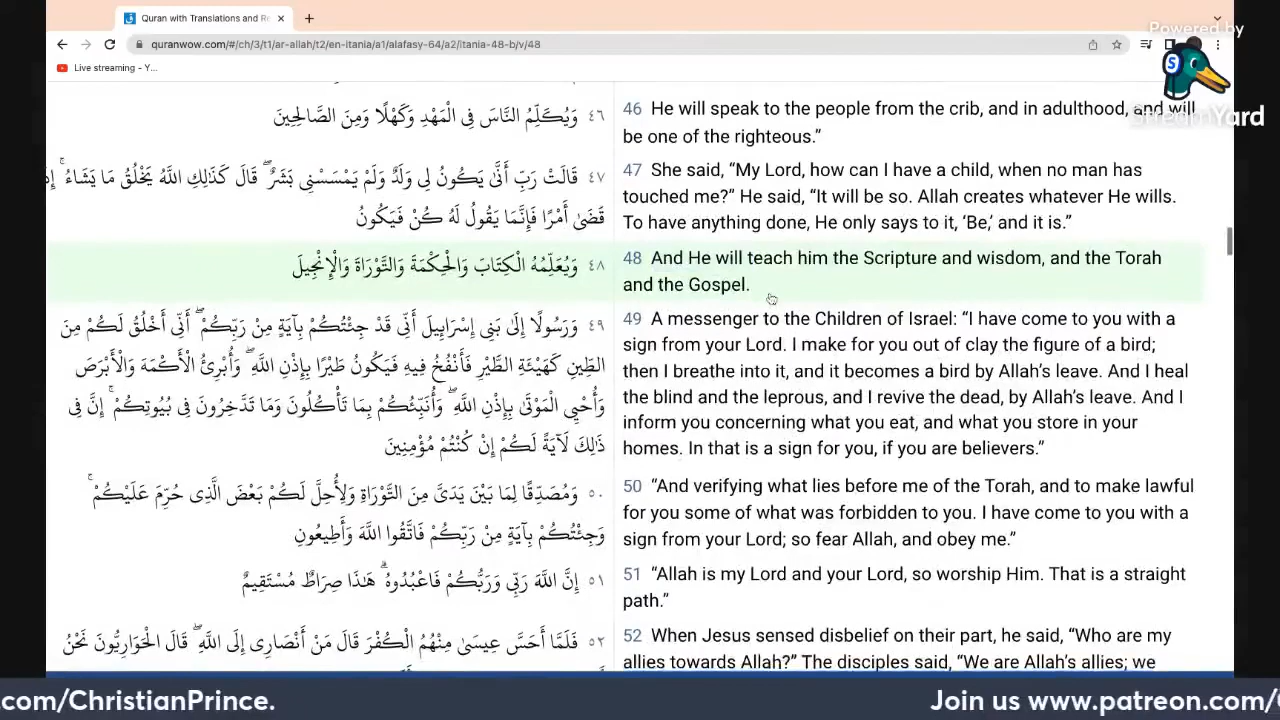 Powered by
StreamYard
Quran with Translations and Re
quranwow.com/#/ch/3/t1/ar-allah/t2/en-itania/a1/alafasy-64/a2/itania-48-b/v/48
Live streaming - Y...
٤٦ وَيُكَلِّمُ النَّاسَ فِى الْمَهْدِ وَكَهْلًا وَمِنَ الصَّالِحِينَ
46 He will speak to the people from the crib, and in adulthood, and will
be one of the righteous.”
٤٧ قَالَتْ رَبِّ أَنَّىٰ يَكُونُ لِى وَلَدٌ وَلَمْ يَمْسَسْنِى بَشَرٌ ۖ قَالَ كَذَٰلِكِ اللَّهُ يَخْلُقُ مَا يَشَاءُ ۚ إِذَا
قَضَىٰ أَمْرًا فَإِنَّمَا يَقُولُ لَهُ كُنْ فَيَكُونُ
47 She said, “My Lord, how can I have a child, when no man has
touched me?” He said, “It will be so. Allah creates whatever He wills.
To have anything done, He only says to it, ‘Be,’ and it is.”
٤٨ وَيُعَلِّمُهُ الْكِتَابَ وَالْحِكْمَةَ وَالتَّوْرَاةَ وَالْإِنْجِيلَ
48 And He will teach him the Scripture and wisdom, and the Torah
and the Gospel.
٤٩ وَرَسُولًا إِلَىٰ بَنِى إِسْرَائِيلَ أَنِّى قَدْ جِئْتُكُمْ بِآيَةٍ مِنْ رَبِّكُمْ ۖ أَنِّى أَخْلُقُ لَكُمْ مِنَ
الطِّينِ كَهَيْئَةِ الطَّيْرِ فَأَنْفُخُ فِيهِ فَيَكُونُ طَيْرًا بِإِذْنِ اللَّهِ ۖ وَأُبْرِئُ الْأَكْمَهَ وَالْأَبْرَصَ
وَأُحْيِى الْمَوْتَىٰ بِإِذْنِ اللَّهِ ۖ وَأُنَبِّئُكُمْ بِمَا تَأْكُلُونَ وَمَا تَدَّخِرُونَ فِى بُيُوتِكُمْ ۚ إِنَّ فِى
ذَٰلِكَ لَآيَةً لَكُمْ إِنْ كُنْتُمْ مُؤْمِنِينَ
49 A messenger to the Children of Israel: “I have come to you with a
sign from your Lord. I make for you out of clay the figure of a bird;
then I breathe into it, and it becomes a bird by Allah’s leave. And I heal
the blind and the leprous, and I revive the dead, by Allah’s leave. And I
inform you concerning what you eat, and what you store in your
homes. In that is a sign for you, if you are believers.”
٥٠ وَمُصَدِّقًا لِمَا بَيْنَ يَدَىَّ مِنَ التَّوْرَاةِ وَلِأُحِلَّ لَكُمْ بَعْضَ الَّذِى حُرِّمَ عَلَيْكُمْ ۚ
وَجِئْتُكُمْ بِآيَةٍ مِنْ رَبِّكُمْ فَاتَّقُوا اللَّهَ وَأَطِيعُونِ
50 “And verifying what lies before me of the Torah, and to make lawful
for you some of what was forbidden to you. I have come to you with a
sign from your Lord; so fear Allah, and obey me.”
٥١ إِنَّ اللَّهَ رَبِّى وَرَبُّكُمْ فَاعْبُدُوهُ ۗ هَٰذَا صِرَاطٌ مُسْتَقِيمٌ
51 “Allah is my Lord and your Lord, so worship Him. That is a straight
path.”
٥٢ فَلَمَّا أَحَسَّ عِيسَىٰ مِنْهُمُ الْكُفْرَ قَالَ مَنْ أَنْصَارِى إِلَى اللَّهِ ۖ قَالَ الْحَوَارِيُّونَ نَحْنُ
52 When Jesus sensed disbelief on their part, he said, “Who are my
allies towards Allah?” The disciples said, “We are Allah’s allies; we
.com/ChristianPrince.
Join us www.patreon.com/